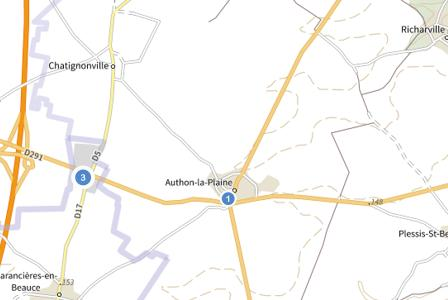 Richarville
Chatignonville
D5
D291
3
Authon-la-Plaine
1
148
D17
Plessis-St-Be
arancières-en-
Beauce
153